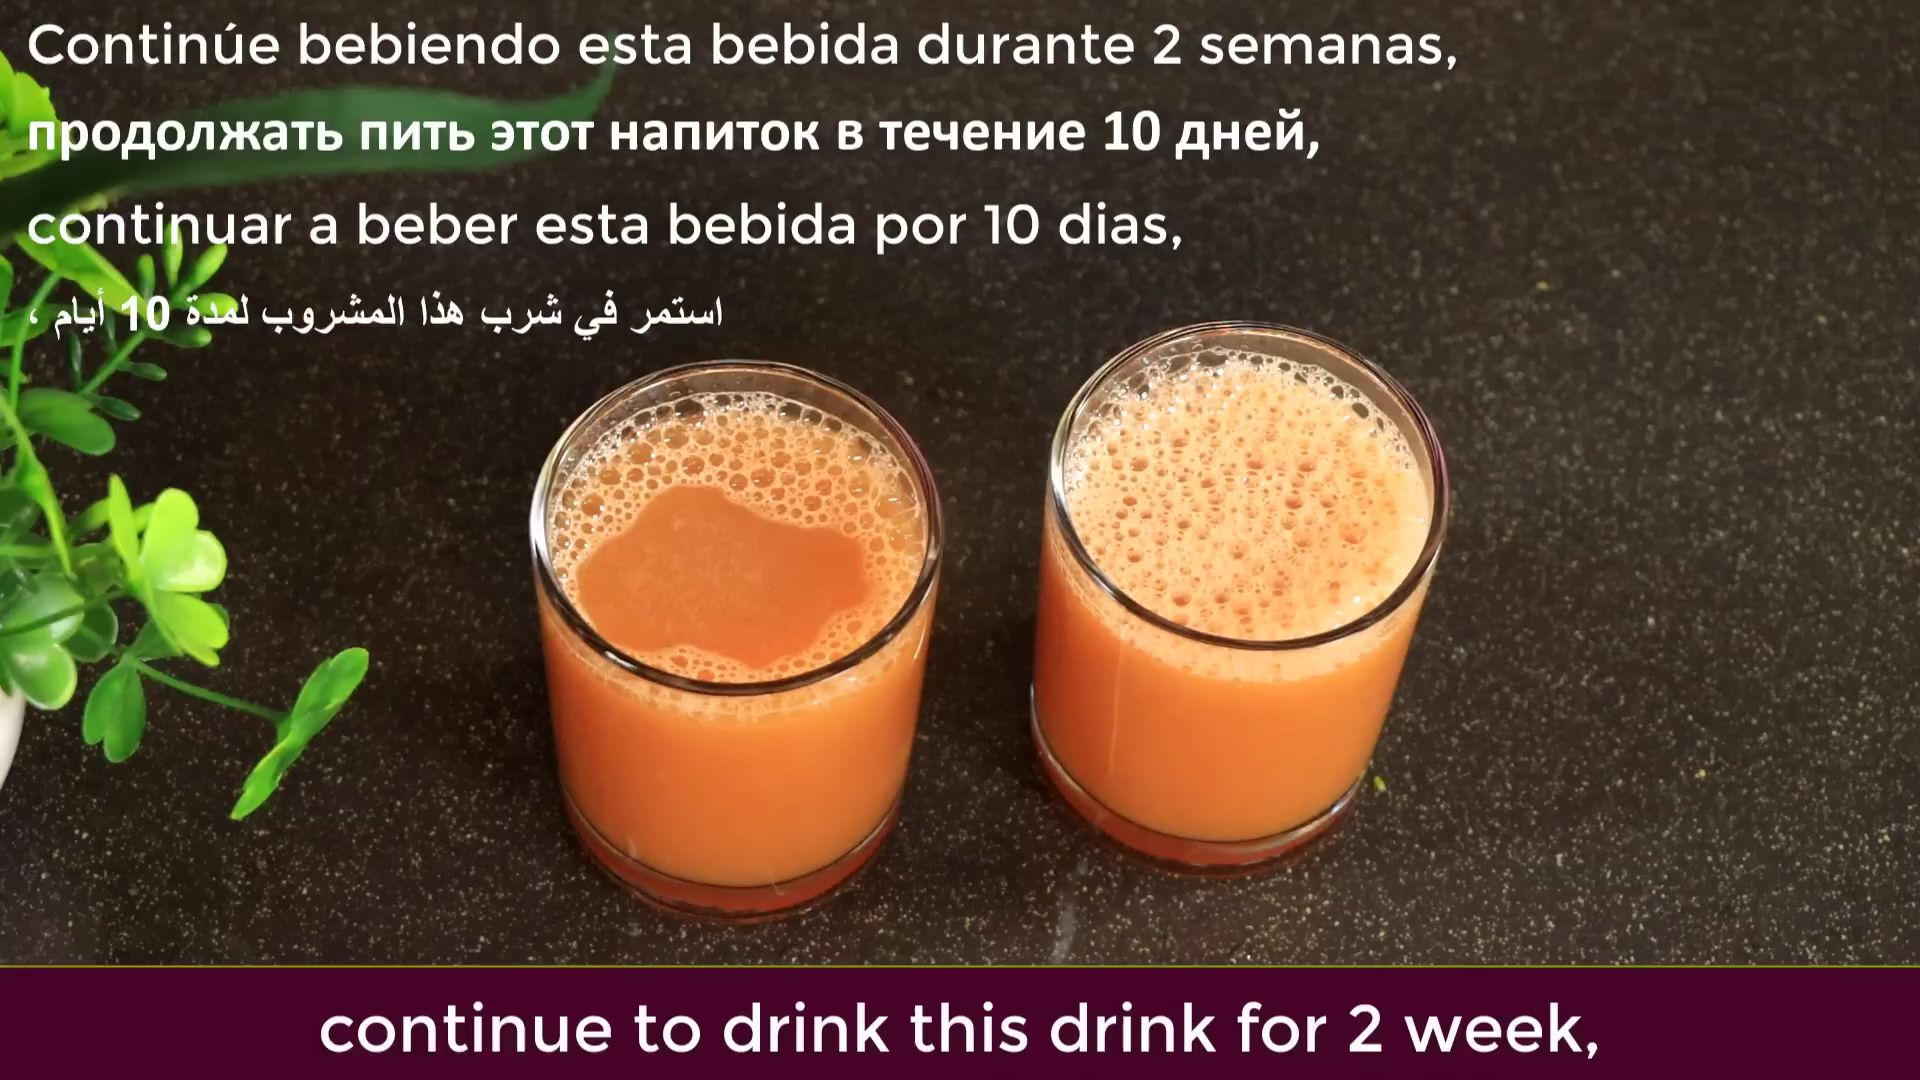 Continúe bebiendo esta bebida durante 2 semanas,
продолжать пить этот напиток в течение 10 дней,
continuar a beber esta bebida por 10 dias,
استمر في شرب هذا المشروب لمدة 10 أيام ،
continue to drink this drink for 2 week,